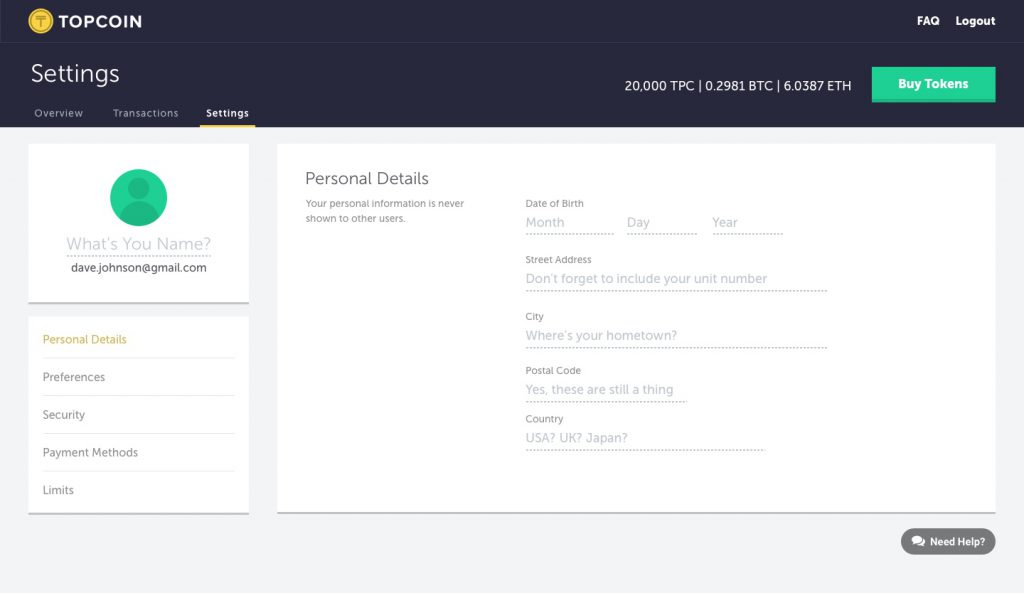 TOPCOIN
FAQ Logout
Settings
20,000 TPC | 0.2981 BTC | 6.0387 ETH
Buy Tokens
Overview Transactions Settings
What's You Name?
dave.johnson@gmail.com
Personal Details
Preferences
Security
Payment Methods
Limits
Personal Details
Your personal information is never
shown to other users.
Date of Birth
Month Day Year
Street Address
Don't forget to include your unit number
City
Where's your hometown?
Postal Code
Yes, these are still a thing
Country
USA? UK? Japan?
Need Help?